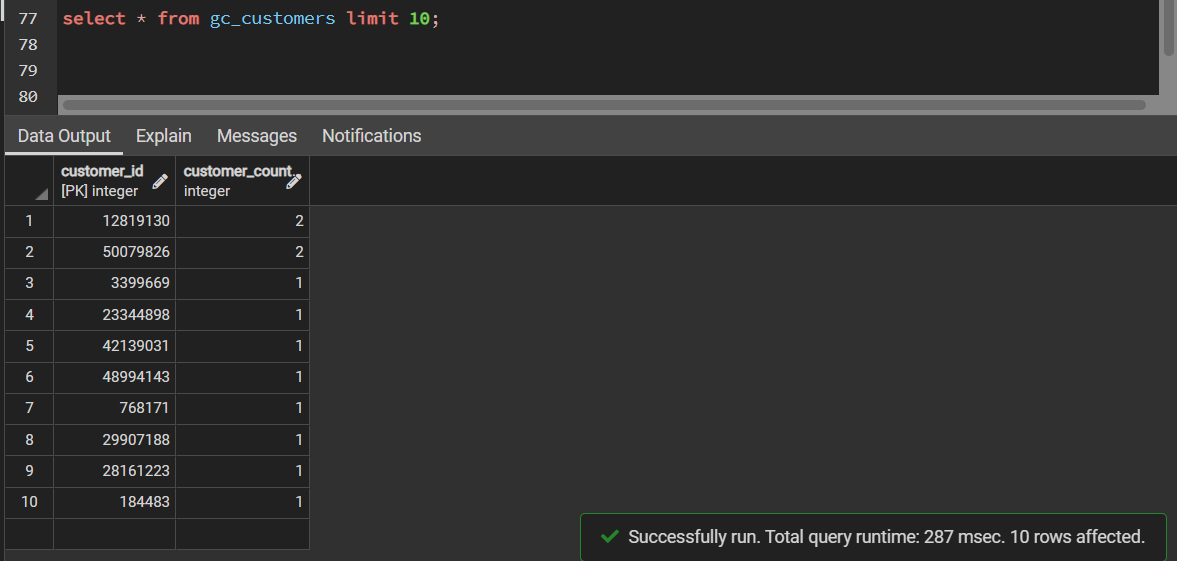 77 select * from gc_customers limit 10;
78
79
80
Data Output Explain Messages Notifications
customer_id customer_count
[PK] integer integer
1 12819130 2
2 50079826 2
3 3399669 1
4 23344898 1
5 42139031 1
6 48994143 1
7 768171 1
8 29907188 1
9 28161223 1
10 184483 1
Successfully run. Total query runtime: 287 msec. 10 rows affected.